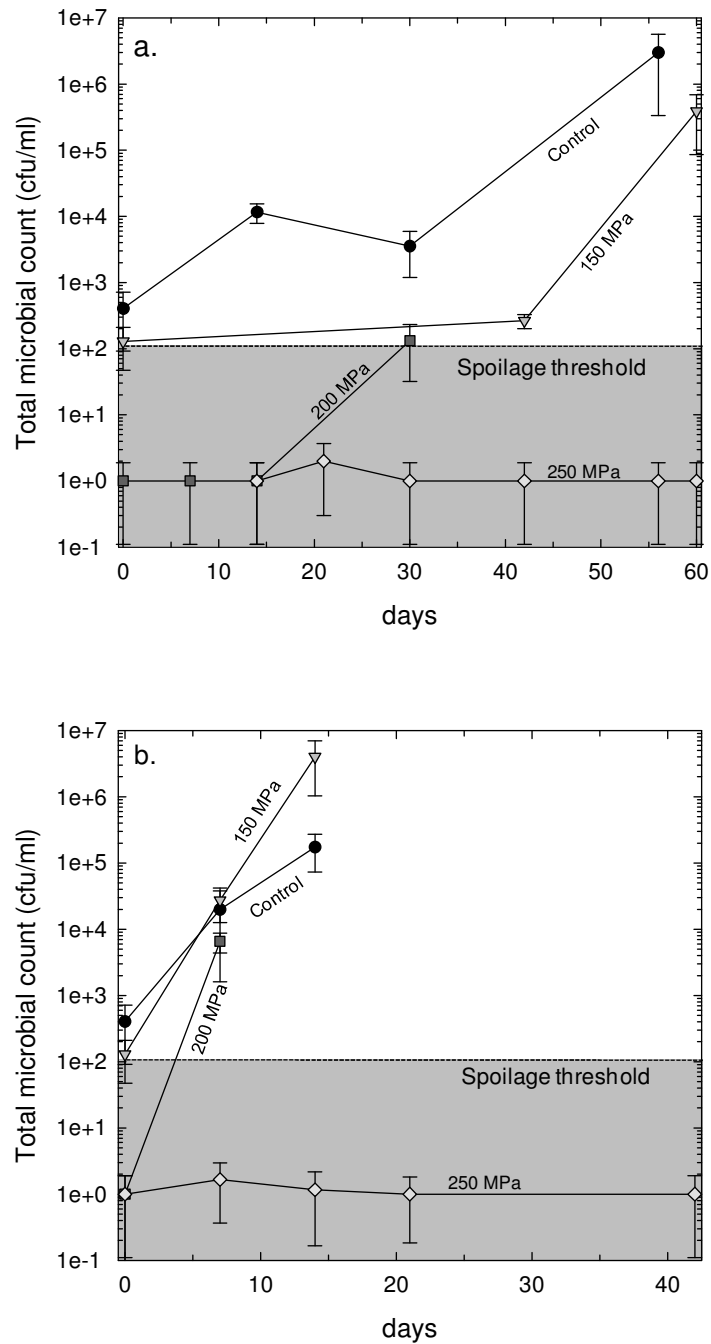 a.
Total microbial count (cfu/ml)
1e+7
1e+6
1e+5
1e+4
1e+3
1e+2
1e+1
1e+0
1e-1
Control
150 MPa
Spoilage threshold
200 MPa
250 MPa
0 10 20 30 40 50 60
days
b.
Total microbial count (cfu/ml)
1e+7
1e+6
1e+5
1e+4
1e+3
1e+2
1e+1
1e+0
1e-1
150 MPa
Control
200 MPa
Spoilage threshold
250 MPa
0 10 20 30 40
days